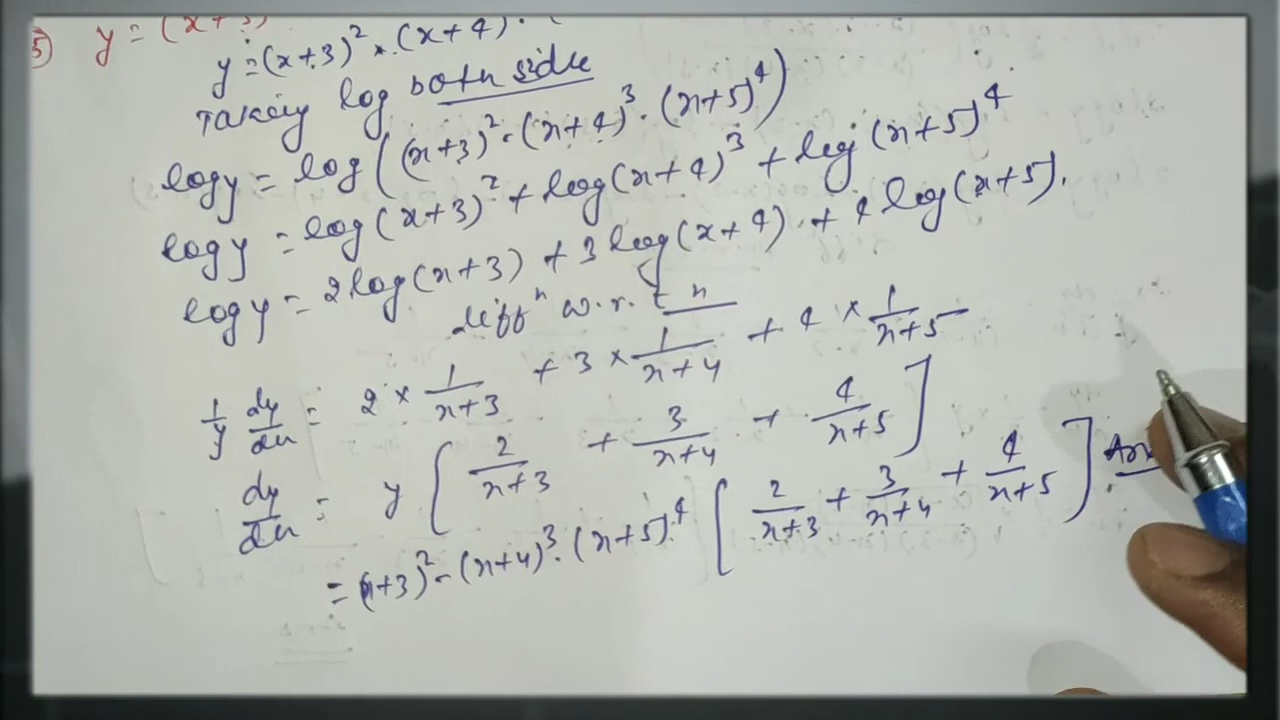 5) y = (x+3)
y = (x+3)² · (x+4) · (
Taking log both side
log y = log ((x+3)² · (x+4)³ · (x+5)⁴)
log y = log (x+3)² + log (x+4)³ + log (x+5)⁴
log y = 2 log (x+3) + 3 log (x+4) + 4 log (x+5).
diffⁿ w.r.t x
1/y dy/dx = 2 × 1/x+3 + 3 × 1/x+4 + 4 × 1/x+5
dy/dx = y [ 2/x+3 + 3/x+4 + 4/x+5 ]
= (x+3)² · (x+4)³ · (x+5)⁴ [ 2/x+3 + 3/x+4 + 4/x+5 ] Ans